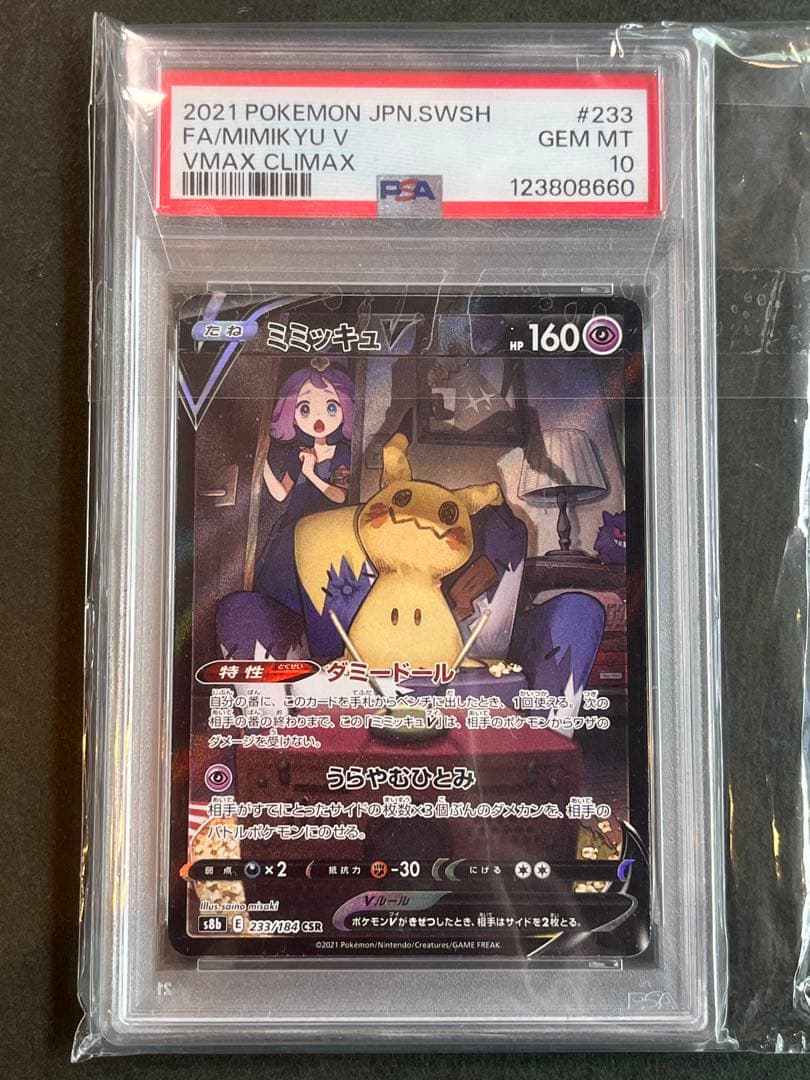 2021 POKEMON JPN.SWSH #233
FA/MIMIKYU V GEM MT
VMAX CLIMAX 10
PSA 123808660
たね ミミッキュV HP 160
特性 とくせい ダミードール
自分の番に、このカードを手札からベンチに出したとき、1回使える。次の
相手の番の終わりまで、この「ミミッキュV」は、相手のポケモンからワザの
ダメージを受けない。
うらやむひとみ
相手がすでにとったサイドの枚数×3個ぶんのダメカンを、相手の
バトルポケモンにのせる。
弱点 ×2 抵抗力 -30 にげる
Illus. saino misaki
Vルール
s8b E 233/184 CSR
ポケモンVがきぜつしたとき、相手はサイドを2枚とる。
©2021 Pokémon/Nintendo/Creatures/GAME FREAK.
PSA